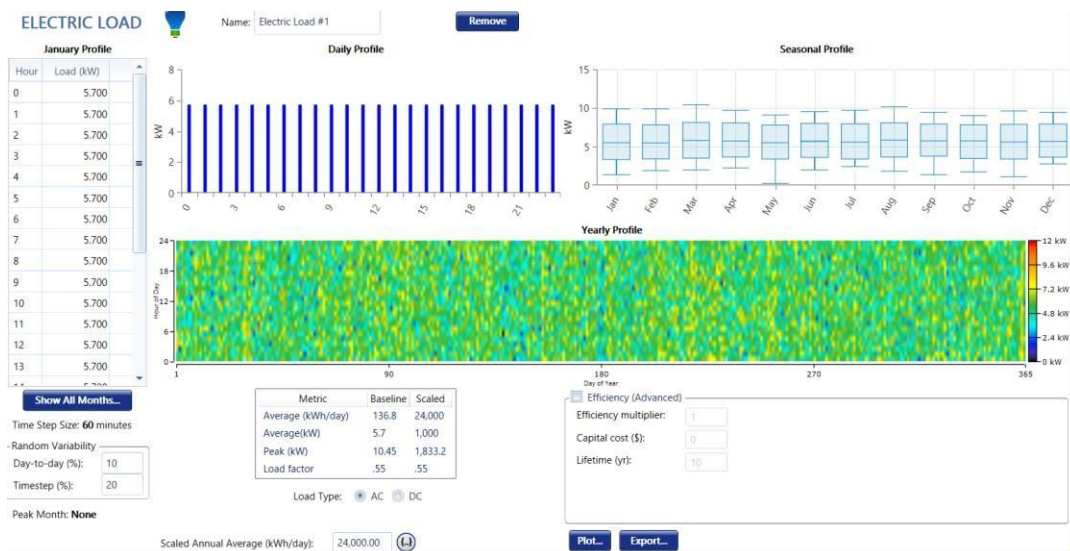 ELECTRIC LOAD
Name: Electric Load #1
Remove
January Profile
Hour Load (kW)
0 5.700
1 5.700
2 5.700
3 5.700
4 5.700
5 5.700
6 5.700
7 5.700
8 5.700
9 5.700
10 5.700
11 5.700
12 5.700
13 5.700
Show All Months...
Time Step Size: 60 minutes
Random Variability
Day-to-day (%): 10
Timestep (%): 20
Peak Month: None
Daily Profile
kW
8
6
4
2
0
0 3 6 9 12 15 18 21
Seasonal Profile
kW
15
10
5
0
Jan Feb Mar Apr May Jun Jul Aug Sep Oct Nov Dec
Yearly Profile
Hour of Day
24
18
12
6
0
1 90 180 270 365
Day of Year
12 kW
9.6 kW
7.2 kW
4.8 kW
2.4 kW
0 kW
Metric Baseline Scaled
Average (kWh/day) 136.8 24,000
Average(kW) 5.7 1,000
Peak (kW) 10.45 1,833.2
Load factor .55 .55
Load Type: AC DC
Scaled Annual Average (kWh/day): 24,000.00 {..}
Efficiency (Advanced)
Efficiency multiplier: 1
Capital cost ($): 0
Lifetime (yr): 10
Plot... Export...